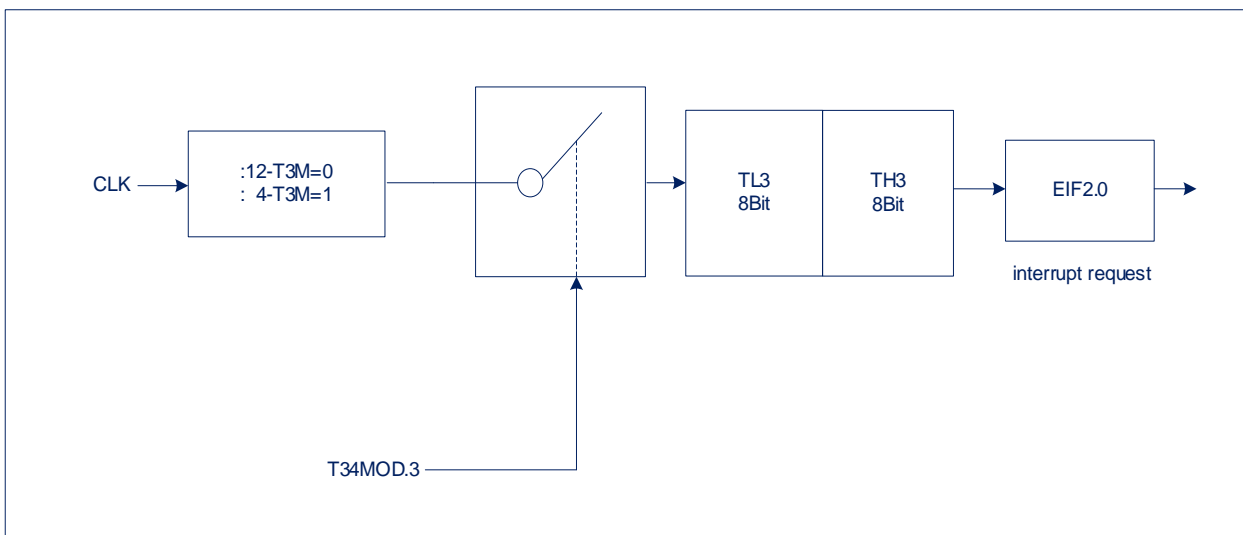 :12-T3M=0
: 4-T3M=1
CLK
TL3
8Bit
TH3
8Bit
EIF2.0
interrupt request
T34MOD.3